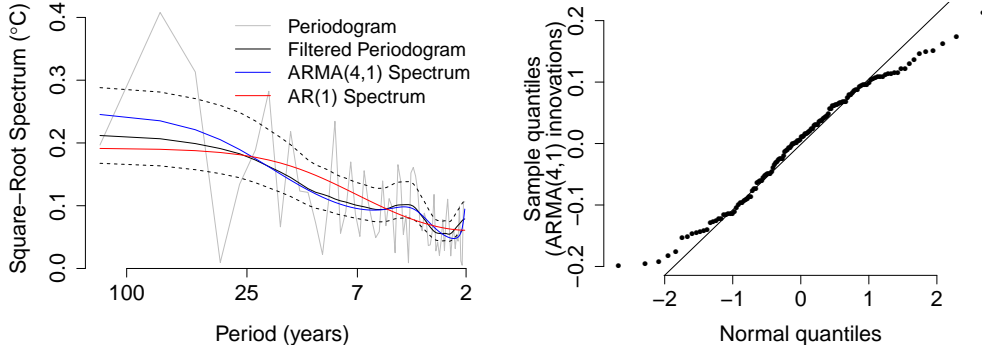 Square−Root Spectrum (°C)
0.0
0.1
0.2
0.3
0.4
Periodogram
Filtered Periodogram
ARMA(4,1) Spectrum
AR(1) Spectrum
100
25
7
2
Period (years)
Sample quantiles
(ARMA(4,1) innovations)
−0.2
−0.1
0.0
0.1
0.2
−2
−1
0
1
2
Normal quantiles